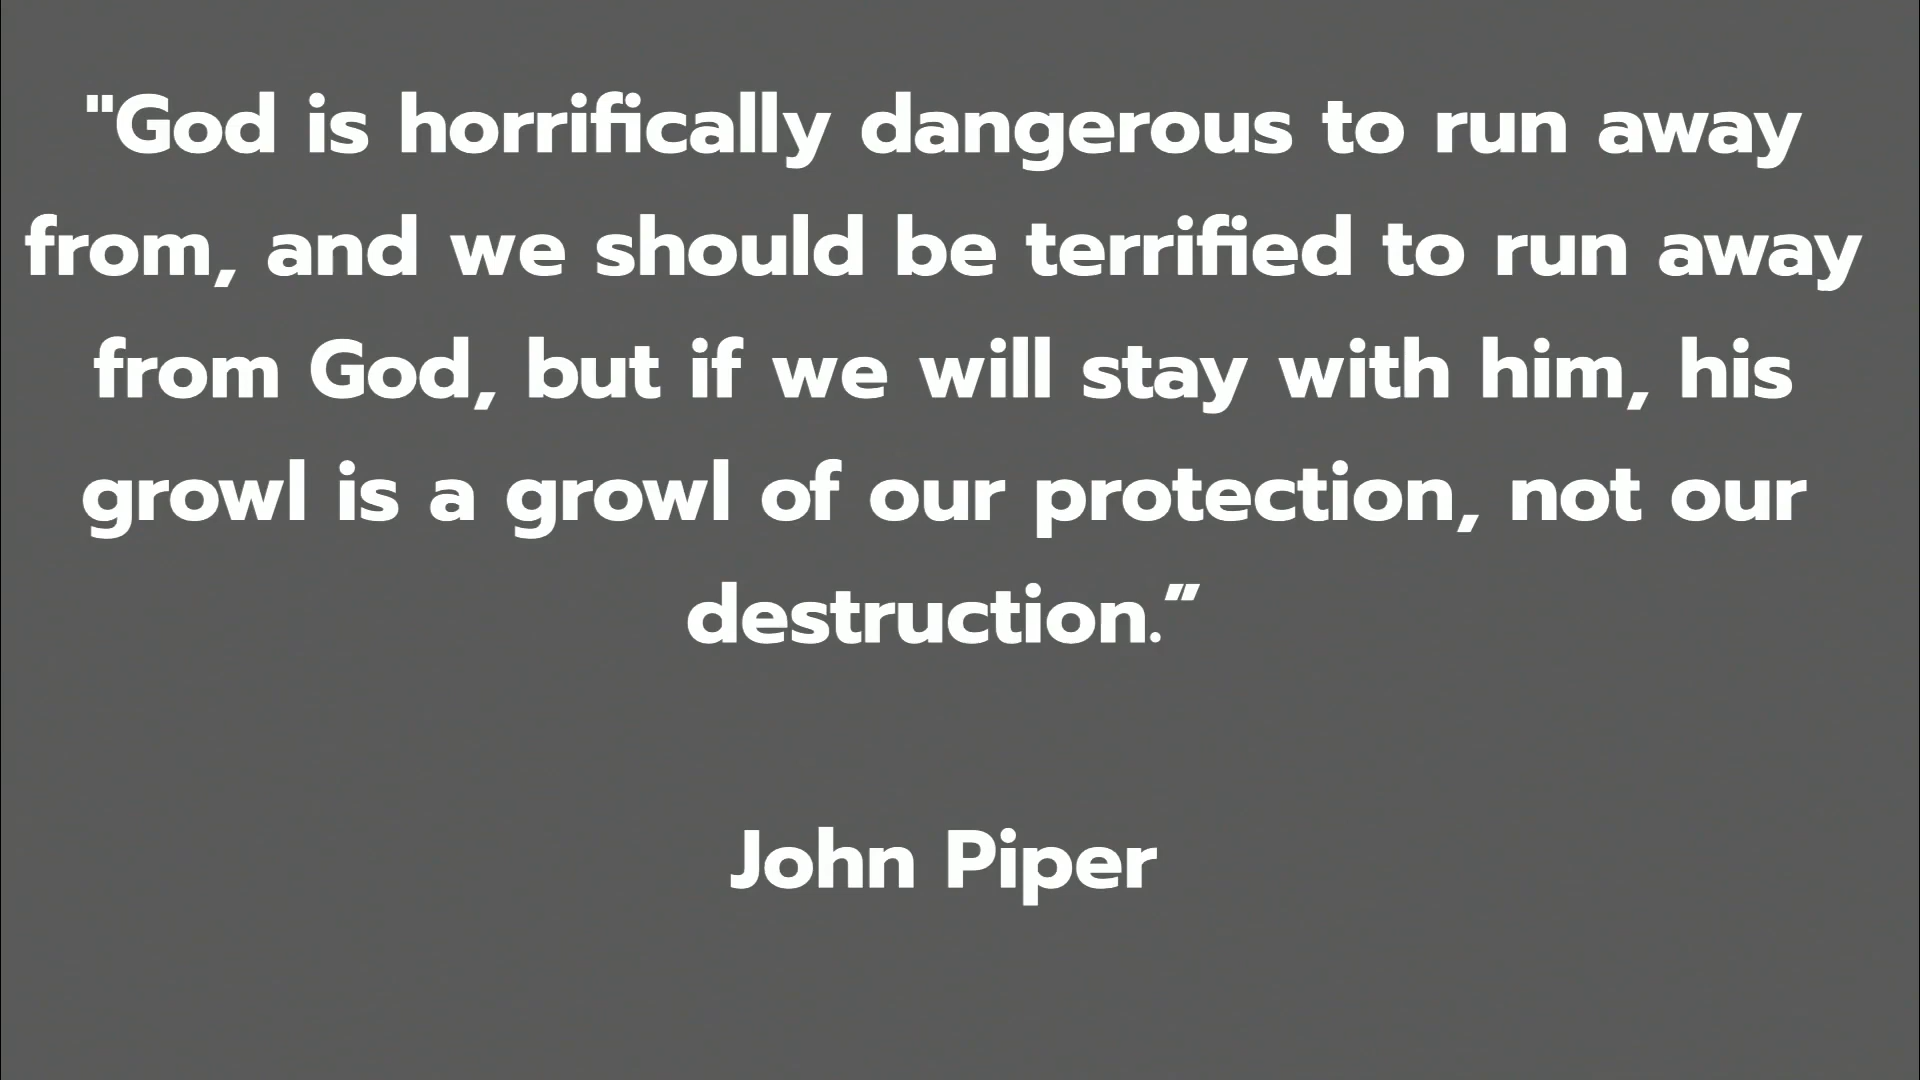 "God is horrifically dangerous to run away
from, and we should be terrified to run away
from God, but if we will stay with him, his
growl is a growl of our protection, not our
destruction.”
John Piper